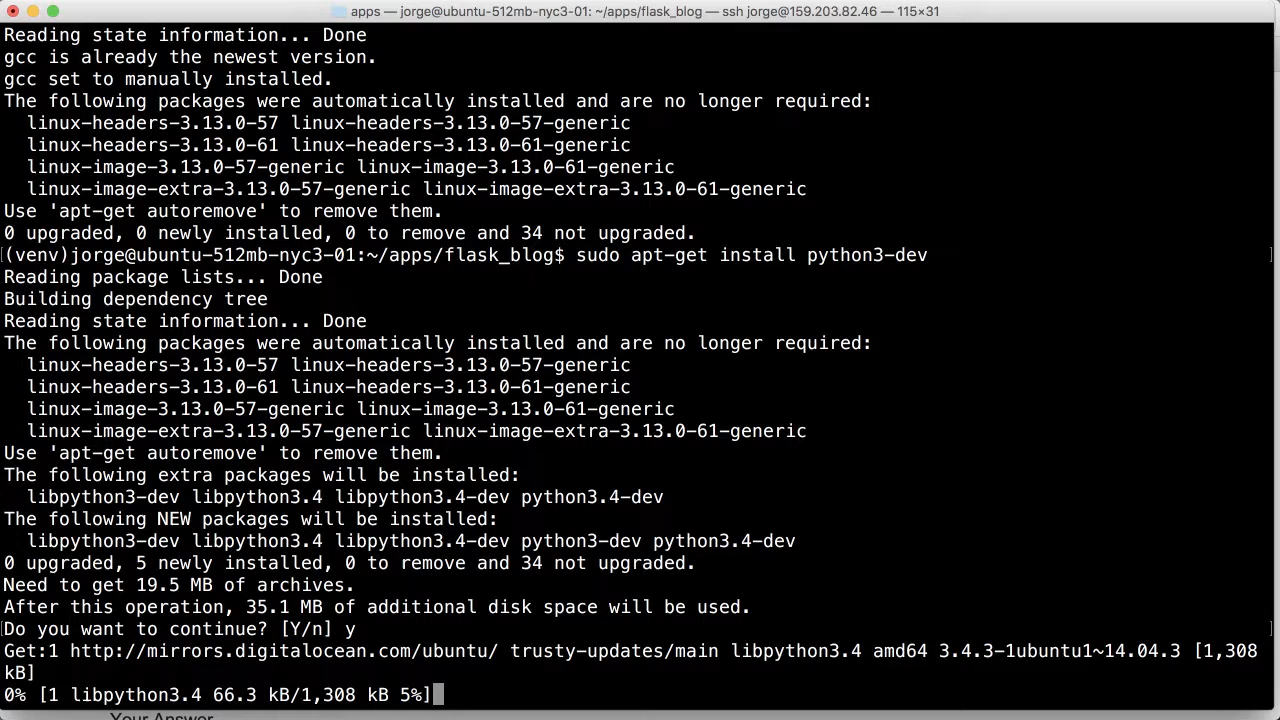 apps — jorge@ubuntu-512mb-nyc3-01: ~/apps/flask_blog — ssh jorge@159.203.82.46 — 115×31
Reading state information... Done
gcc is already the newest version.
gcc set to manually installed.
The following packages were automatically installed and are no longer required:
  linux-headers-3.13.0-57 linux-headers-3.13.0-57-generic
  linux-headers-3.13.0-61 linux-headers-3.13.0-61-generic
  linux-image-3.13.0-57-generic linux-image-3.13.0-61-generic
  linux-image-extra-3.13.0-57-generic linux-image-extra-3.13.0-61-generic
Use 'apt-get autoremove' to remove them.
0 upgraded, 0 newly installed, 0 to remove and 34 not upgraded.
(venv)jorge@ubuntu-512mb-nyc3-01:~/apps/flask_blog$ sudo apt-get install python3-dev
Reading package lists... Done
Building dependency tree
Reading state information... Done
The following packages were automatically installed and are no longer required:
  linux-headers-3.13.0-57 linux-headers-3.13.0-57-generic
  linux-headers-3.13.0-61 linux-headers-3.13.0-61-generic
  linux-image-3.13.0-57-generic linux-image-3.13.0-61-generic
  linux-image-extra-3.13.0-57-generic linux-image-extra-3.13.0-61-generic
Use 'apt-get autoremove' to remove them.
The following extra packages will be installed:
  libpython3-dev libpython3.4 libpython3.4-dev python3.4-dev
The following NEW packages will be installed:
  libpython3-dev libpython3.4 libpython3.4-dev python3-dev python3.4-dev
0 upgraded, 5 newly installed, 0 to remove and 34 not upgraded.
Need to get 19.5 MB of archives.
After this operation, 35.1 MB of additional disk space will be used.
Do you want to continue? [Y/n] y
Get:1 http://mirrors.digitalocean.com/ubuntu/ trusty-updates/main libpython3.4 amd64 3.4.3-1ubuntu1~14.04.3 [1,308
kB]
0% [1 libpython3.4 66.3 kB/1,308 kB 5%]
Your Answer